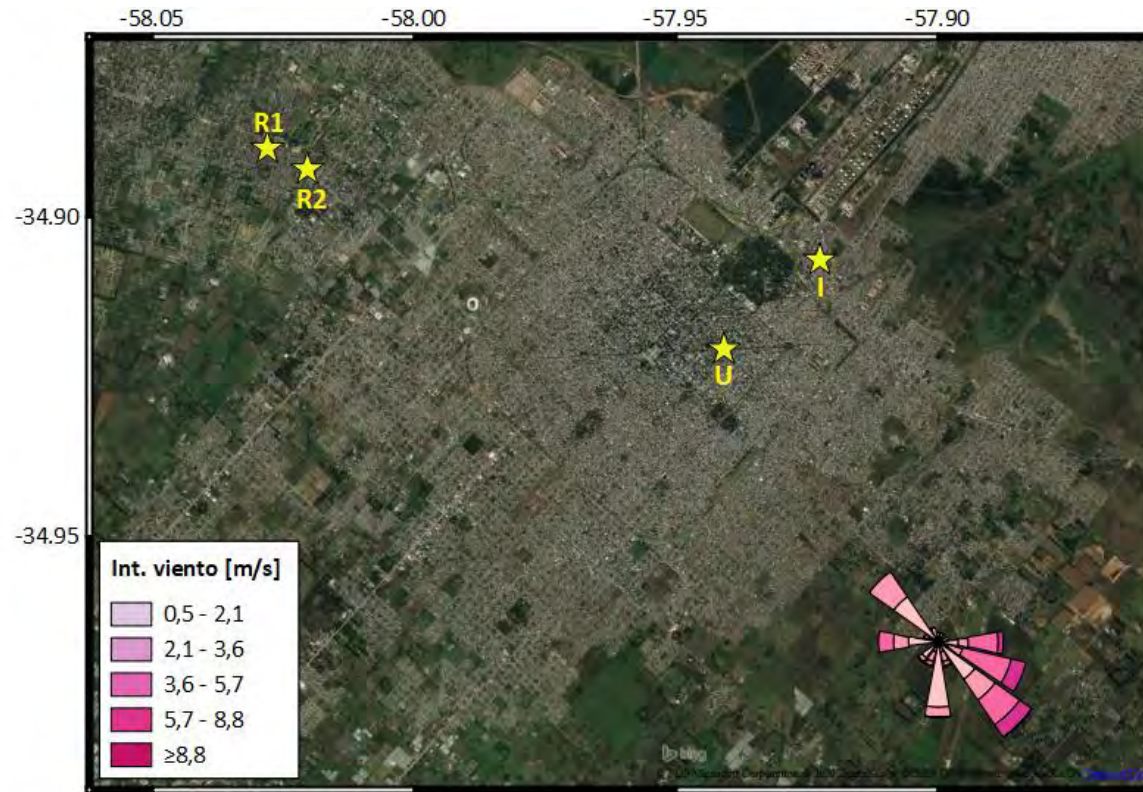 -58.05 -58.00 -57.95 -57.90
R1
R2
-34.90
I
U
-34.95
Int. viento [m/s]
0,5 - 2,1
2,1 - 3,6
3,6 - 5,7
5,7 - 8,8
≥8,8
bing